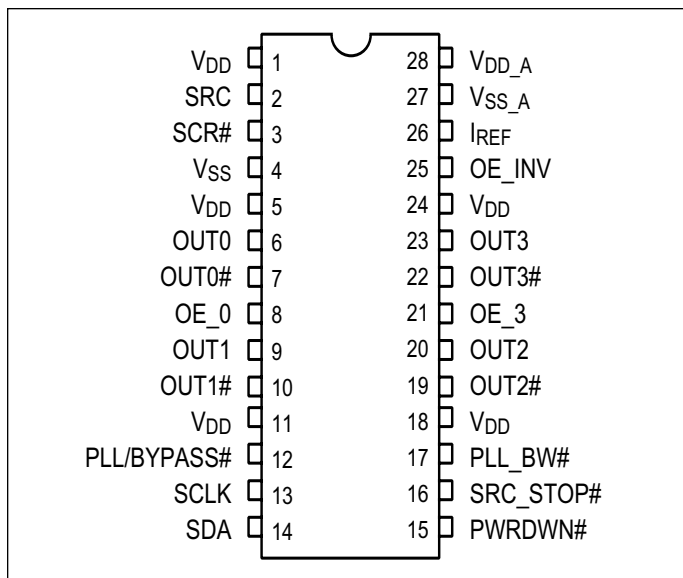 VDD 1 28 VDD_A
SRC 2 27 VSS_A
SCR# 3 26 IREF
VSS 4 25 OE_INV
VDD 5 24 VDD
OUT0 6 23 OUT3
OUT0# 7 22 OUT3#
OE_0 8 21 OE_3
OUT1 9 20 OUT2
OUT1# 10 19 OUT2#
VDD 11 18 VDD
PLL/BYPASS# 12 17 PLL_BW#
SCLK 13 16 SRC_STOP#
SDA 14 15 PWRDWN#